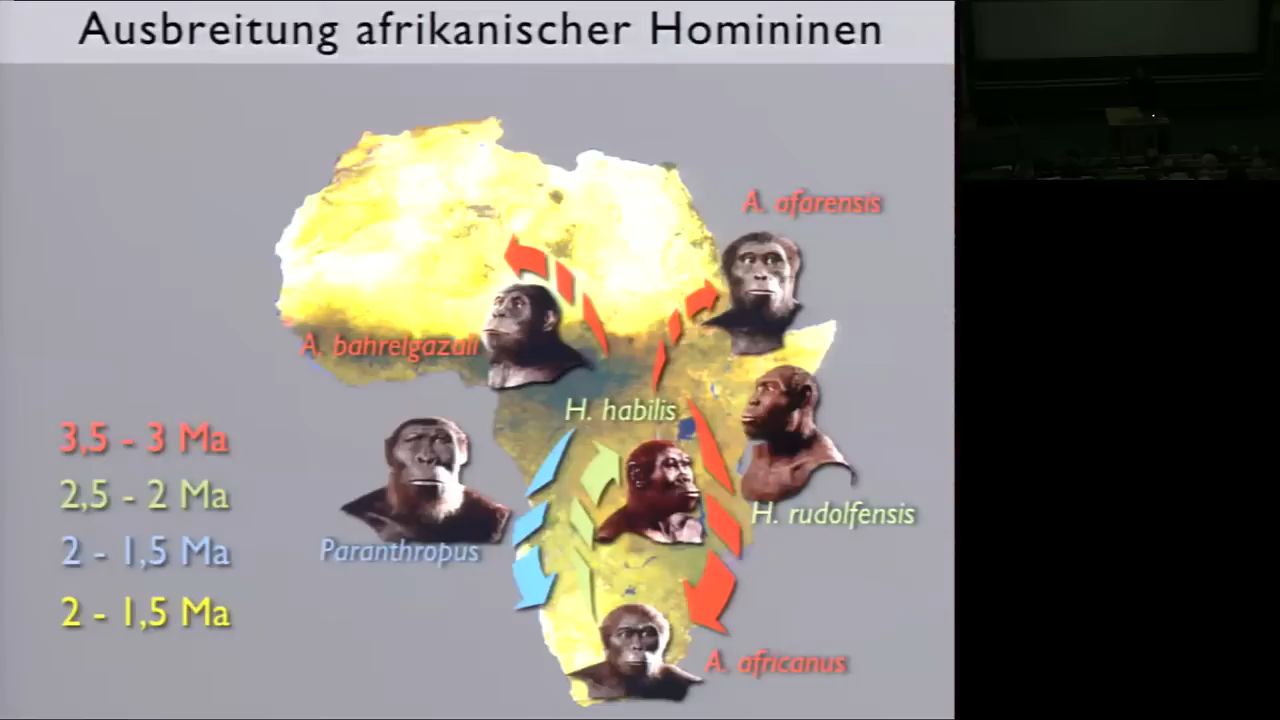 Ausbreitung afrikanischer Homininen
A. afarensis
A. bahrelgazali
H. habilis
3,5 - 3 Ma
2,5 - 2 Ma
H. rudolfensis
2 - 1,5 Ma
Paranthropus
2 - 1,5 Ma
A. africanus